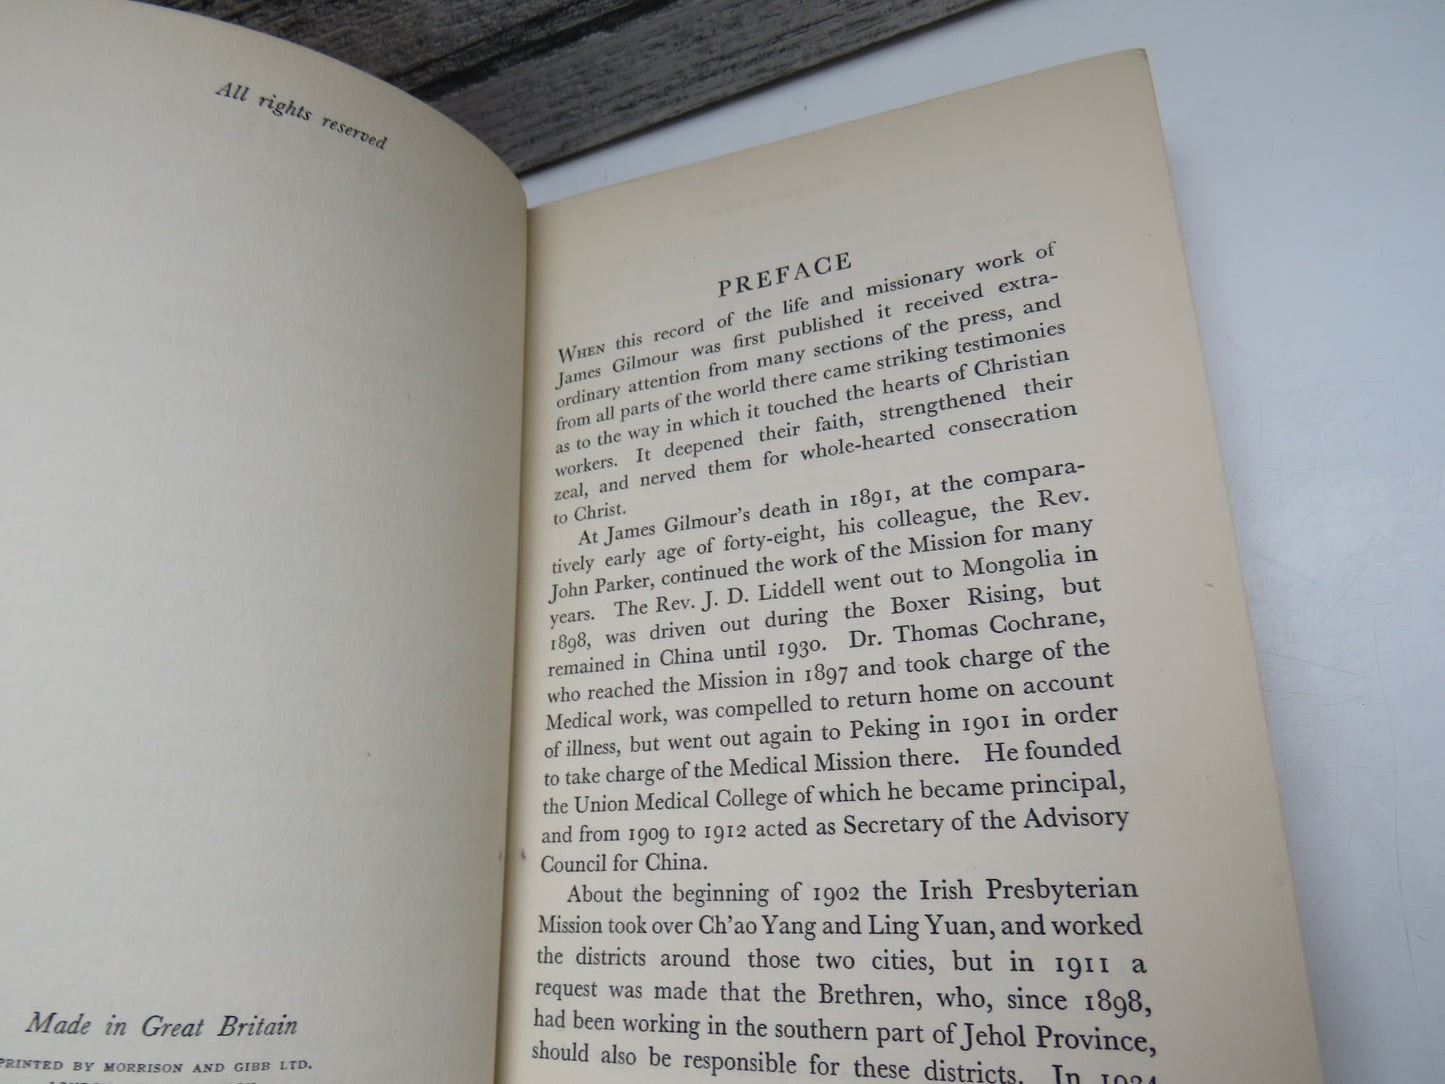 All rights reserved
Made in Great Britain
PRINTED BY MORRISON AND GIBB LTD.
PREFACE
WHEN this record of the life and missionary work of
James Gilmour was first published it received extra-
ordinary attention from many sections of the press, and
from all parts of the world there came striking testimonies
as to the way in which it touched the hearts of Christian
workers. It deepened their faith, strengthened their
zeal, and nerved them for whole-hearted consecration
to Christ.
At James Gilmour's death in 1891, at the compara-
tively early age of forty-eight, his colleague, the Rev.
John Parker, continued the work of the Mission for many
years. The Rev. J. D. Liddell went out to Mongolia in
1898, was driven out during the Boxer Rising, but
remained in China until 1930. Dr. Thomas Cochrane,
who reached the Mission in 1897 and took charge of the
Medical work, was compelled to return home on account
of illness, but went out again to Peking in 1901 in order
to take charge of the Medical Mission there. He founded
the Union Medical College of which he became principal,
and from 1909 to 1912 acted as Secretary of the Advisory
Council for China.
About the beginning of 1902 the Irish Presbyterian
Mission took over Ch'ao Yang and Ling Yuan, and worked
the districts around those two cities, but in 1911 a
request was made that the Brethren, who, since 1898,
had been working in the southern part of Jehol Province,
should also be responsible for these districts. In